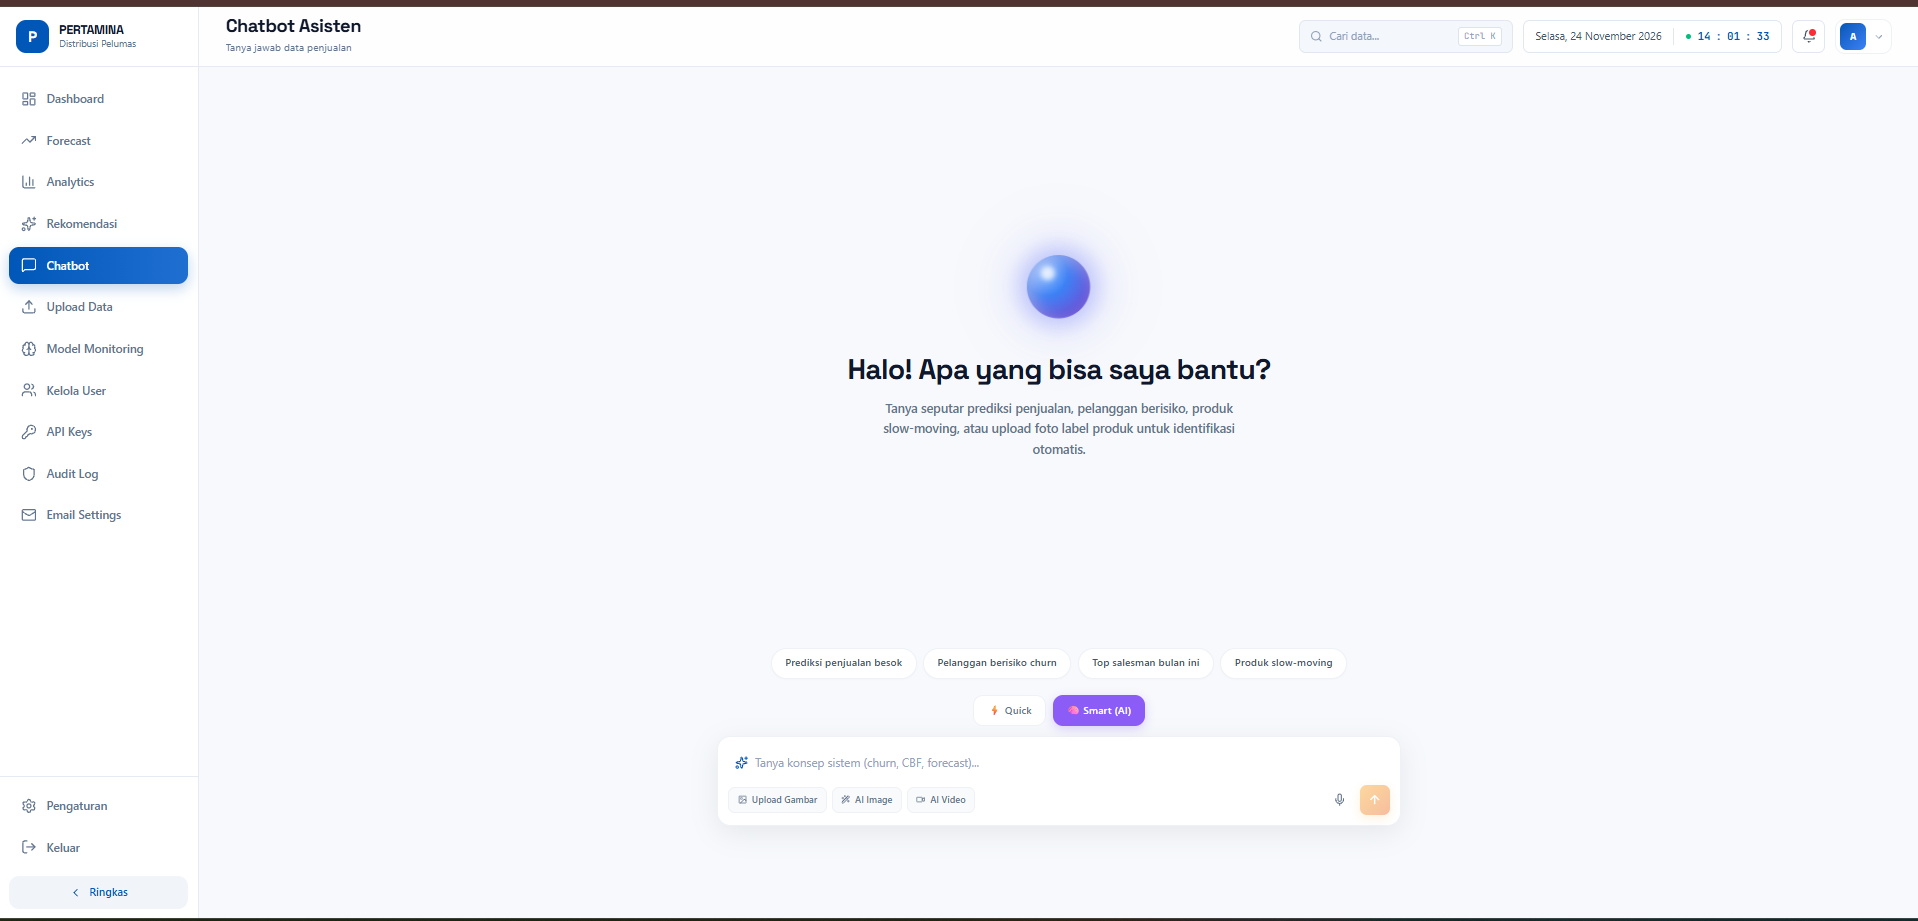 P
PERTAMINA
Distribusi Pelumas
Chatbot Asisten
Tanya jawab data penjualan
Cari data...
Ctrl K
Selasa, 24 November 2026
14 : 01 : 33
A
Dashboard
Forecast
Analytics
Rekomendasi
Chatbot
Upload Data
Model Monitoring
Kelola User
API Keys
Audit Log
Email Settings
Pengaturan
Keluar
Ringkas
Halo! Apa yang bisa saya bantu?
Tanya seputar prediksi penjualan, pelanggan berisiko, produk
slow-moving, atau upload foto label produk untuk identifikasi
otomatis.
Prediksi penjualan besok
Pelanggan berisiko churn
Top salesman bulan ini
Produk slow-moving
Quick
Smart (AI)
Tanya konsep sistem (churn, CBF, forecast)...
Upload Gambar
AI Image
AI Video